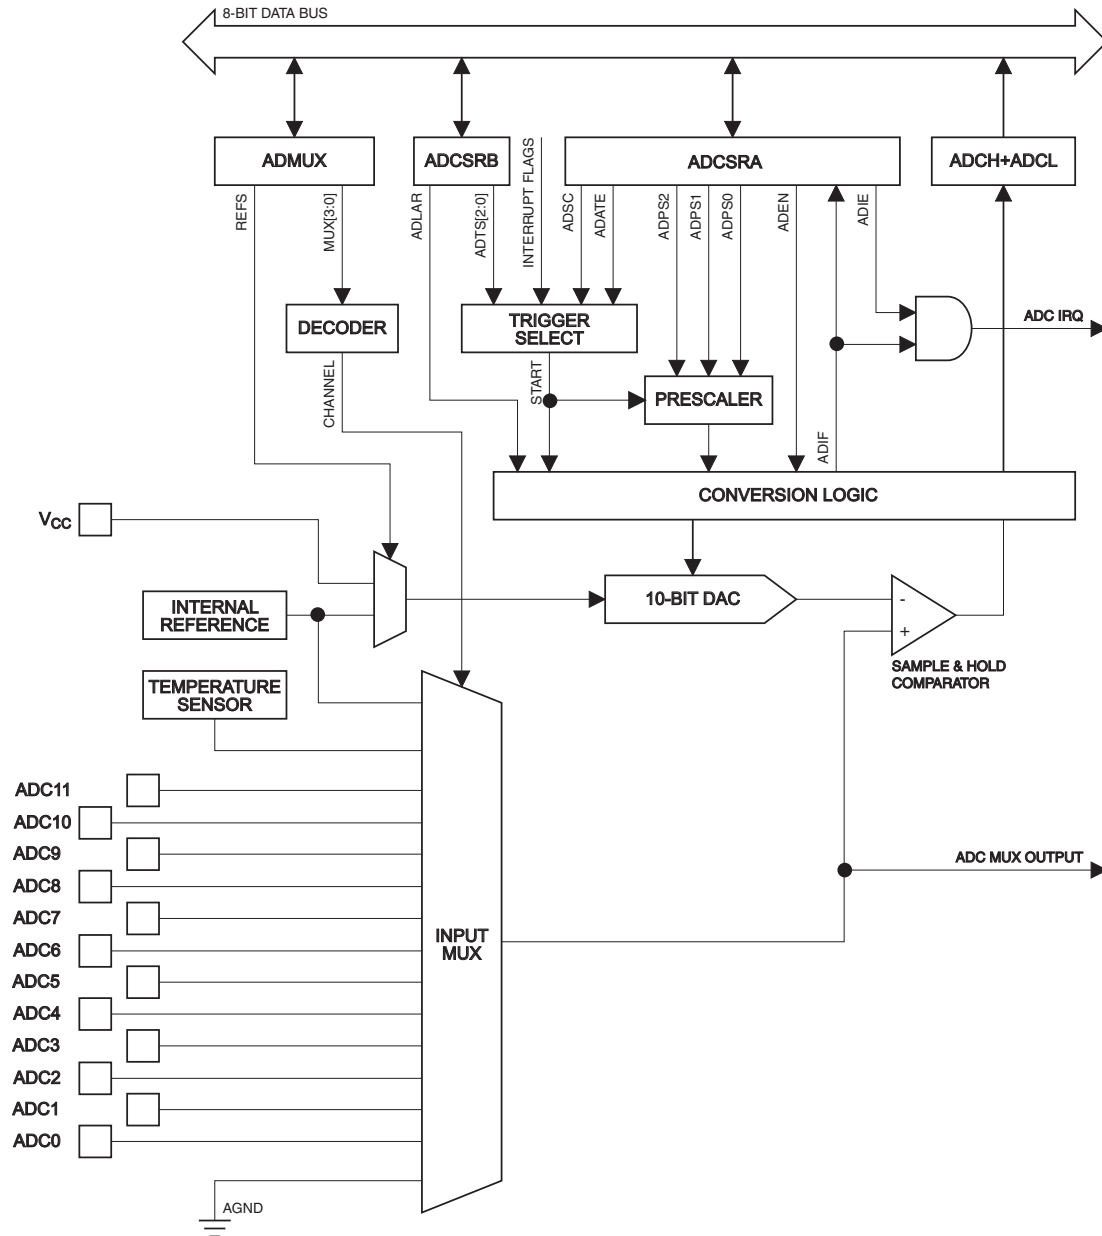 8-BIT DATA BUS
ADMUX
ADCSRB
ADCSRA
ADCH+ADCL
REFS
MUX[3:0]
ADLAR
ADTS[2:0]
INTERRUPT FLAGS
ADSC
ADATE
ADPS2
ADPS1
ADPS0
ADEN
ADIE
DECODER
TRIGGER
SELECT
ADC IRQ
CHANNEL
START
PRESCALER
ADIF
CONVERSION LOGIC
VCC
INTERNAL
REFERENCE
10-BIT DAC
-
+
SAMPLE & HOLD
COMPARATOR
TEMPERATURE
SENSOR
ADC11
ADC10
ADC9
ADC8
ADC7
ADC6
ADC5
ADC4
ADC3
ADC2
ADC1
ADC0
ADC MUX OUTPUT
INPUT
MUX
AGND